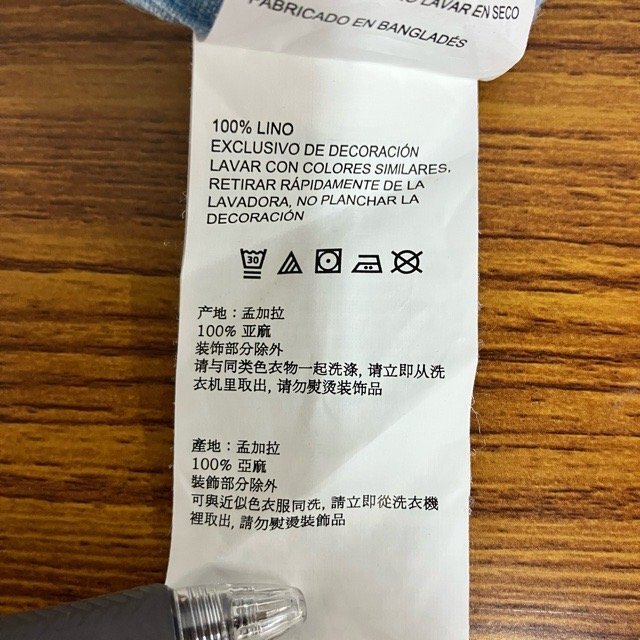 LAVAR EN SECO
FABRICADO EN BANGLADÉS
100% LINO
EXCLUSIVO DE DECORACIÓN
LAVAR CON COLORES SIMILARES,
RETIRAR RÁPIDAMENTE DE LA
LAVADORA, NO PLANCHAR LA
DECORACIÓN
30
产地：孟加拉
100% 亚麻
装饰部分除外
请与同类色衣物一起洗涤, 请立即从洗
衣机里取出, 请勿熨烫装饰品
產地：孟加拉
100% 亞麻
裝飾部分除外
可與近似色衣服同洗, 請立即從洗衣機
裡取出, 請勿熨燙裝飾品